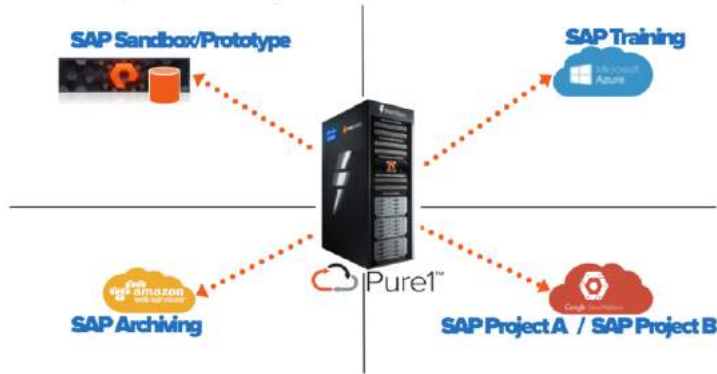 SAP Sandbox/Prototype
SAP Training
Microsoft
Azure
Pure1™
amazon
web services
SAP Archiving
Google Cloud Platform
SAP Project A / SAP Project B